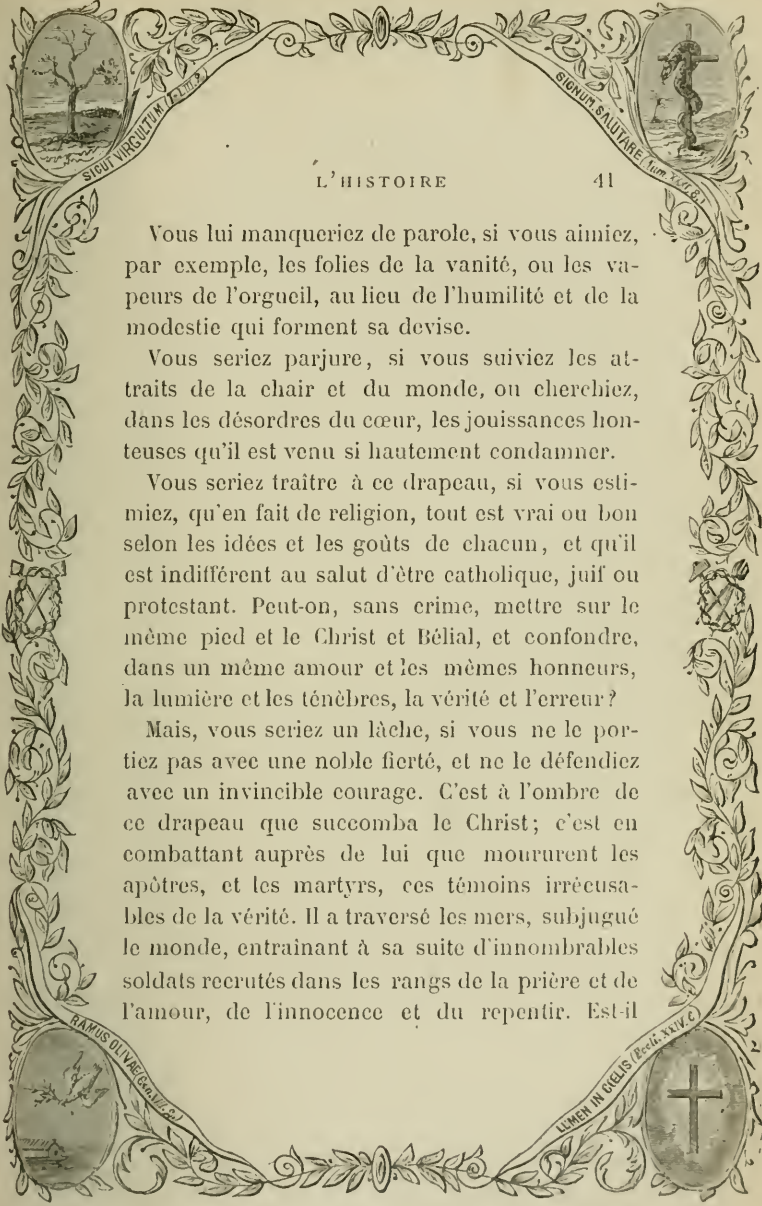 SICUT VIRGULTUM
SIGNUM SALUTARE
L'HISTOIRE 41
Vous lui manqueriez de parole, si vous aimiez,
par exemple, les folies de la vanité, ou les va-
peurs de l'orgueil, au lieu de l'humilité et de la
modestie qui forment sa devise.
Vous seriez parjure, si vous suiviez les at-
traits de la chair et du monde, ou cherchiez,
dans les désordres du cœur, les jouissances hon-
teuses qu'il est venu si hautement condamner.
Vous seriez traître à ce drapeau, si vous esti-
miez, qu'en fait de religion, tout est vrai ou bon
selon les idées et les goûts de chacun, et qu'il
est indifférent au salut d'être catholique, juif ou
protestant. Peut-on, sans crime, mettre sur le
même pied et le Christ et Bélial, et confondre,
dans un même amour et les mêmes honneurs,
la lumière et les ténèbres, la vérité et l'erreur?
Mais, vous seriez un lâche, si vous ne le por-
tiez pas avec une noble fierté, et ne le défendiez
avec un invincible courage. C'est à l'ombre de
ce drapeau que succomba le Christ; c'est en
combattant auprès de lui que moururent les
apôtres, et les martyrs, ces témoins irrécusa-
bles de la vérité. Il a traversé les mers, subjugué
le monde, entraînant à sa suite d'innombrables
soldats recrutés dans les rangs de la prière et de
l'amour, de l'innocence et du repentir. Est-il
RAMUS OLIVAE
LUMEN IN CŒLIS (Eccli. XXIV. 6)